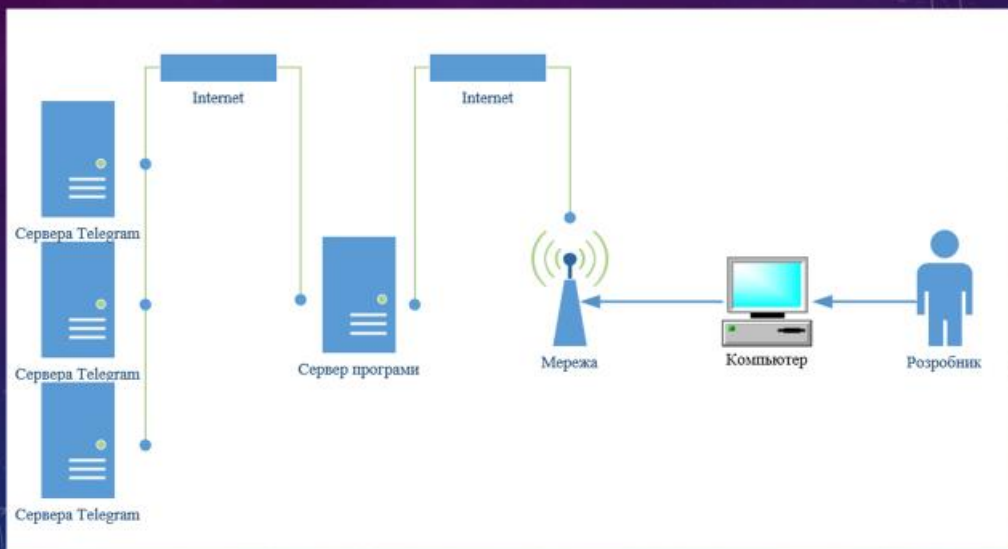 Internet
Internet
Сервера Telegram
Сервера Telegram
Сервера Telegram
Сервер програми
Мережа
Компьютер
Розробник